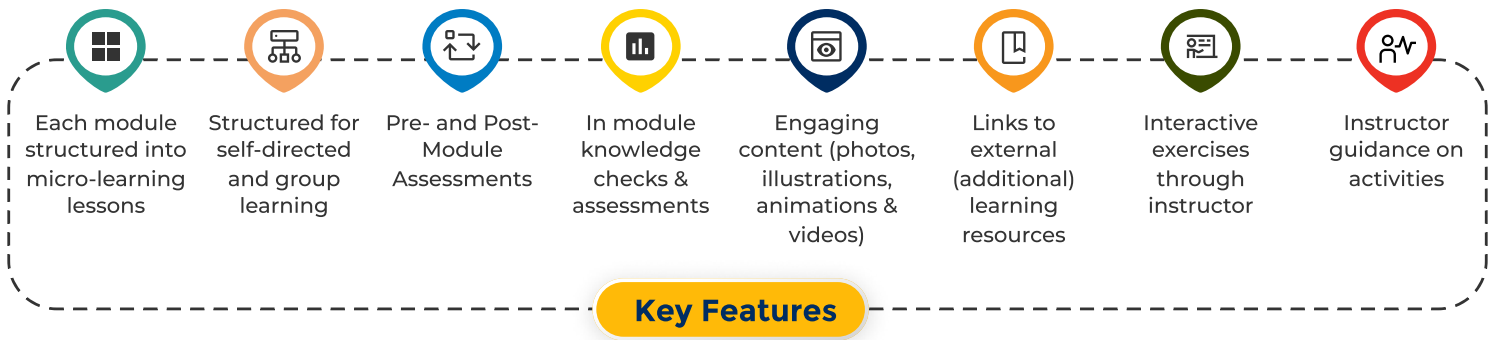 Each module
structured into
micro-learning
lessons
Structured for
self-directed
and group
learning
Pre- and Post-
Module
Assessments
In module
knowledge
checks &
assessments
Engaging
content (photos,
illustrations,
animations &
videos)
Links to
external
(additional)
learning
resources
Interactive
exercises
through
instructor
Instructor
guidance on
activities
Key Features